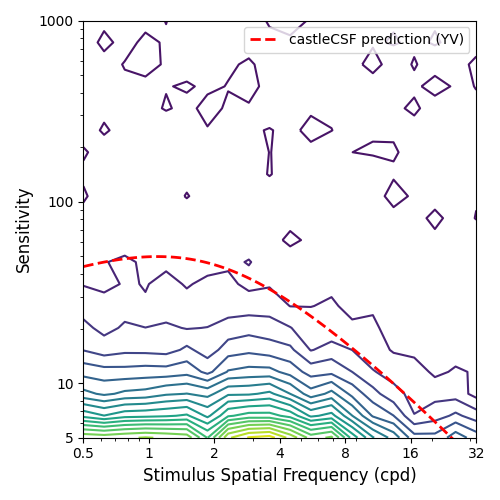 castleCSF prediction (YV)
1000
100
10
5
Sensitivity
0.5 1 2 4 8 16 32
Stimulus Spatial Frequency (cpd)